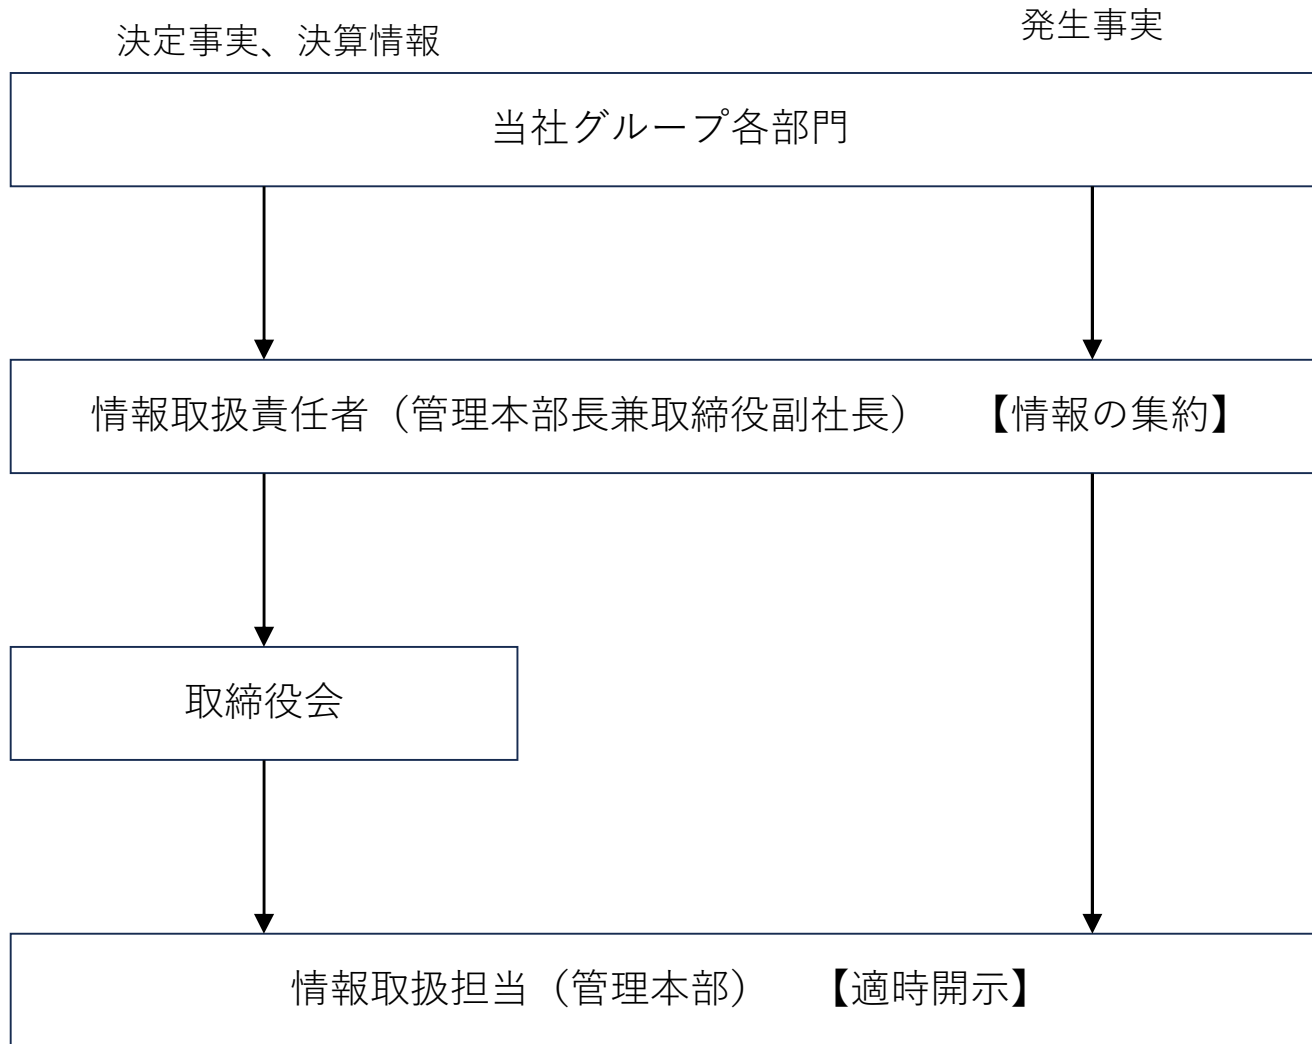 決定事実、決算情報
発生事実
当社グループ各部門
情報取扱責任者（管理本部長兼取締役副社長）　【情報の集約】
取締役会
情報取扱担当（管理本部）　【適時開示】